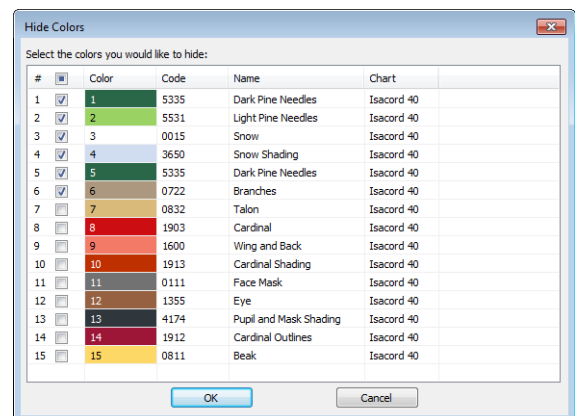 Hide Colors
Select the colors you would like to hide:
# Color Code Name Chart
1 1 5335 Dark Pine Needles Isacord 40
2 2 5531 Light Pine Needles Isacord 40
3 3 0015 Snow Isacord 40
4 4 3650 Snow Shading Isacord 40
5 5 5335 Dark Pine Needles Isacord 40
6 6 0722 Branches Isacord 40
7 7 0832 Talon Isacord 40
8 8 1903 Cardinal Isacord 40
9 9 1600 Wing and Back Isacord 40
10 10 1913 Cardinal Shading Isacord 40
11 11 0111 Face Mask Isacord 40
12 12 1355 Eye Isacord 40
13 13 4174 Pupil and Mask Shading Isacord 40
14 14 1912 Cardinal Outlines Isacord 40
15 15 0811 Beak Isacord 40
OK Cancel